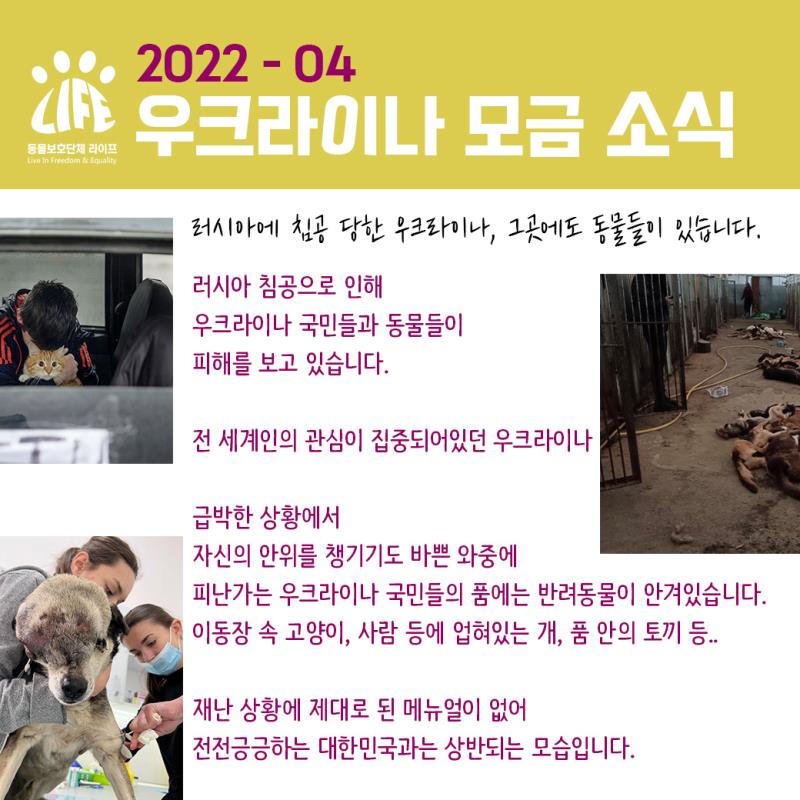 2022 - 04
LIFE
동물보호단체 라이프
Live In Freedom & Equality
우크라이나 모금 소식
러시아에 침공 당한 우크라이나, 그곳에도 동물들이 있습니다.
러시아 침공으로 인해
우크라이나 국민들과 동물들이
피해를 보고 있습니다.
전 세계인의 관심이 집중되어있던 우크라이나
급박한 상황에서
자신의 안위를 챙기기도 바쁜 와중에
피난가는 우크라이나 국민들의 품에는 반려동물이 안겨있습니다.
이동장 속 고양이, 사람 등에 업혀있는 개, 품 안의 토끼 등..
재난 상황에 제대로 된 메뉴얼이 없어
전전긍긍하는 대한민국과는 상반되는 모습입니다.